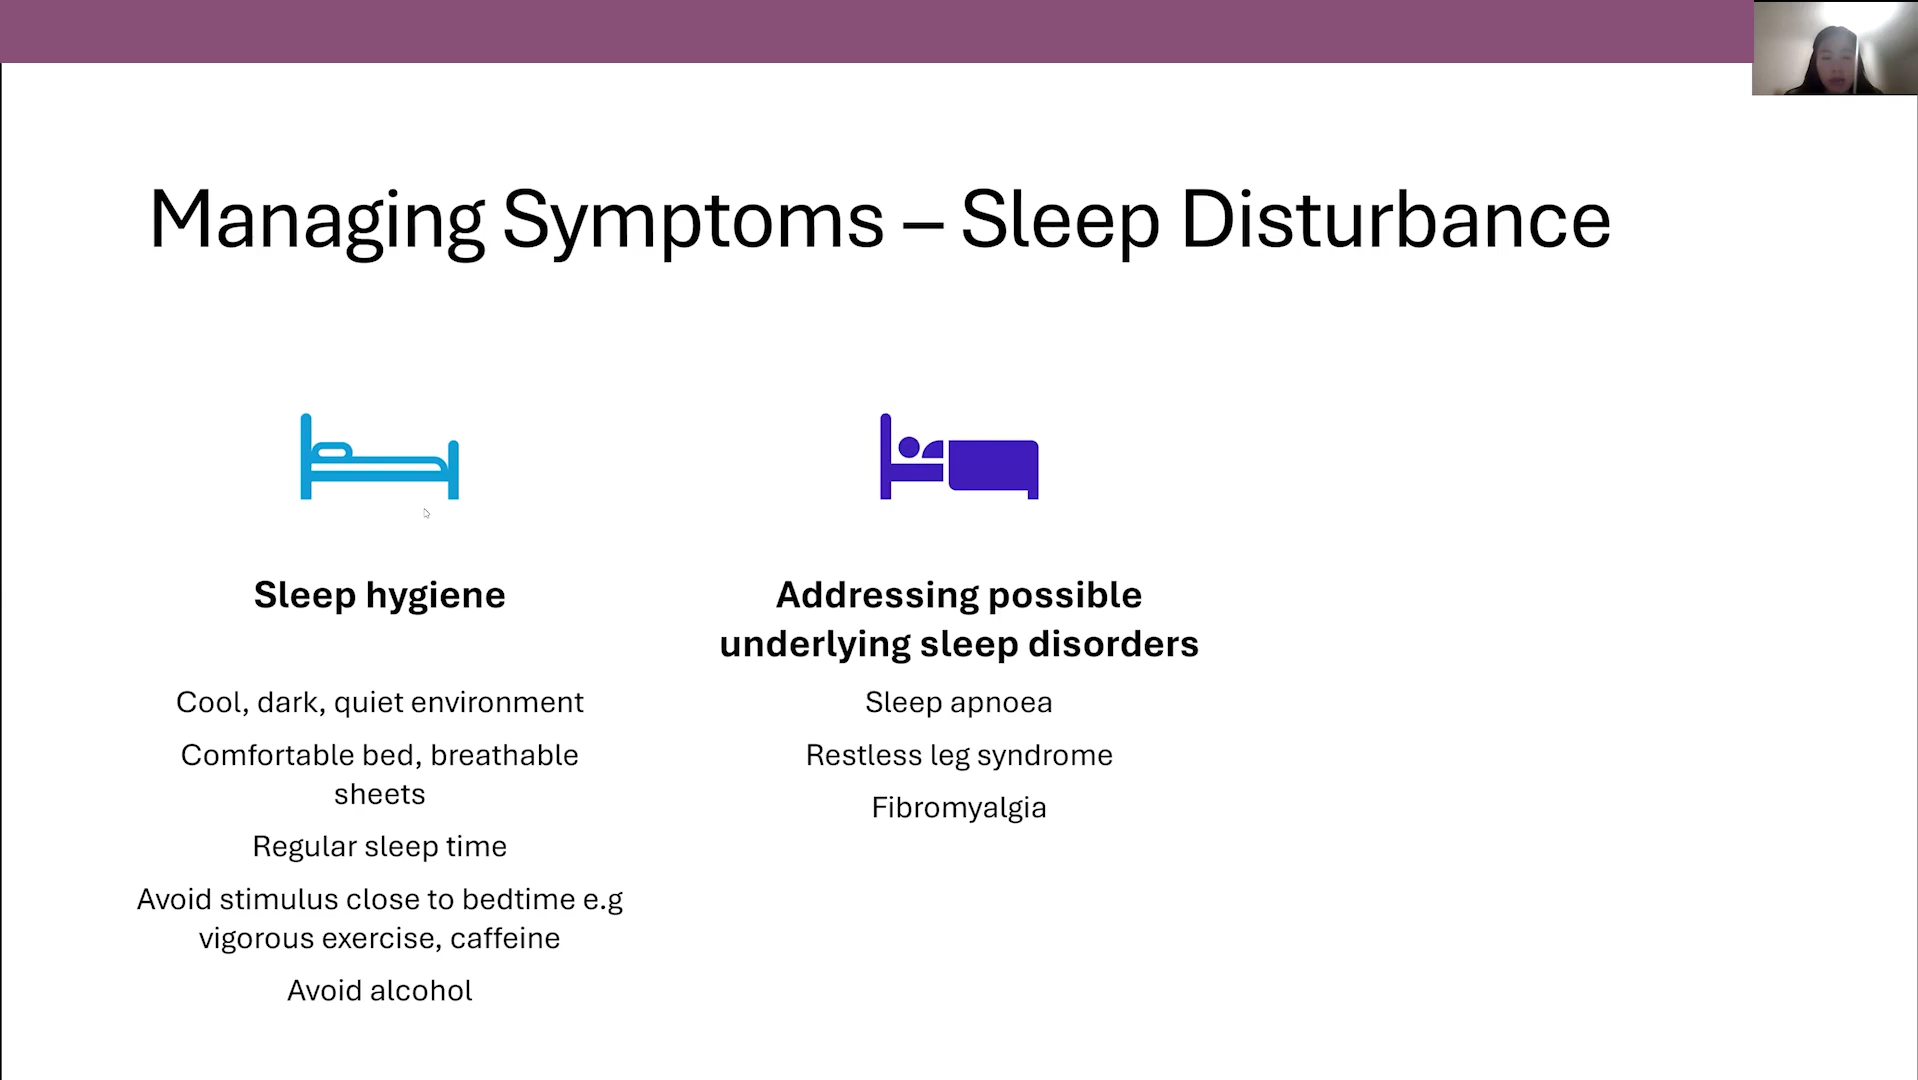 Managing Symptoms – Sleep Disturbance
Sleep hygiene
Cool, dark, quiet environment
Comfortable bed, breathable
sheets
Regular sleep time
Avoid stimulus close to bedtime e.g
vigorous exercise, caffeine
Avoid alcohol
Addressing possible
underlying sleep disorders
Sleep apnoea
Restless leg syndrome
Fibromyalgia